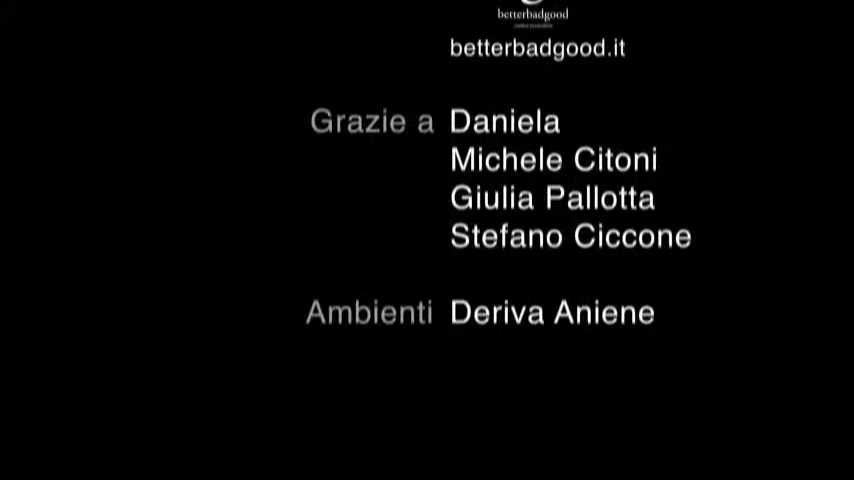 betterbadgood
betterbadgood.it
Grazie a Daniela
Michele Citoni
Giulia Pallotta
Stefano Ciccone
Ambienti Deriva Aniene